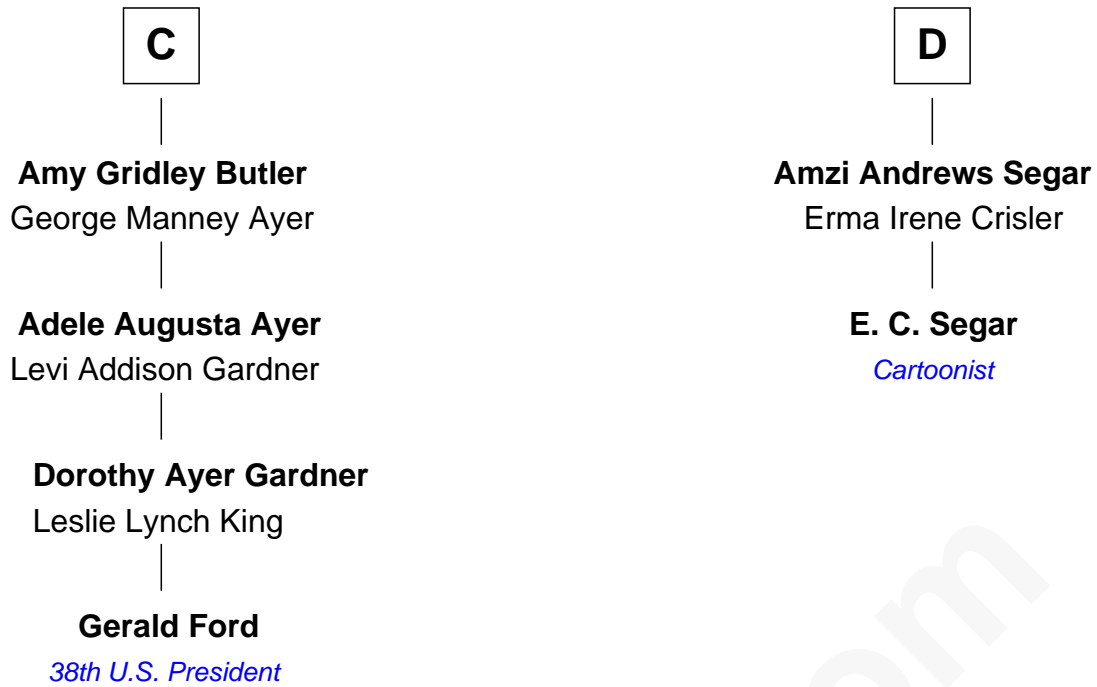 C
Amy Gridley Butler
George Manney Ayer
Adele Augusta Ayer
Levi Addison Gardner
Dorothy Ayer Gardner
Leslie Lynch King
Gerald Ford
38th U.S. President
D
Amzi Andrews Segar
Erma Irene Crisler
E. C. Segar
Cartoonist
om